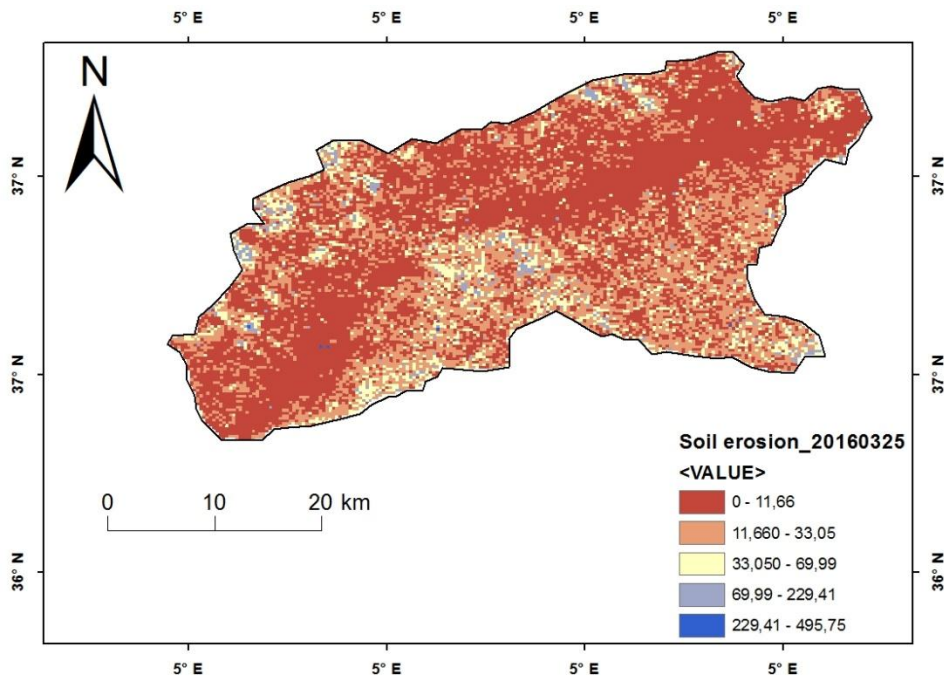 5° E 5° E 5° E 5° E
N
37° N 37° N
37° N 37° N
Soil erosion_20160325
<VALUE>
0 - 11,66
11,660 - 33,05
33,050 - 69,99
69,99 - 229,41
229,41 - 495,75
0 10 20 km
36° N 36° N
5° E 5° E 5° E 5° E